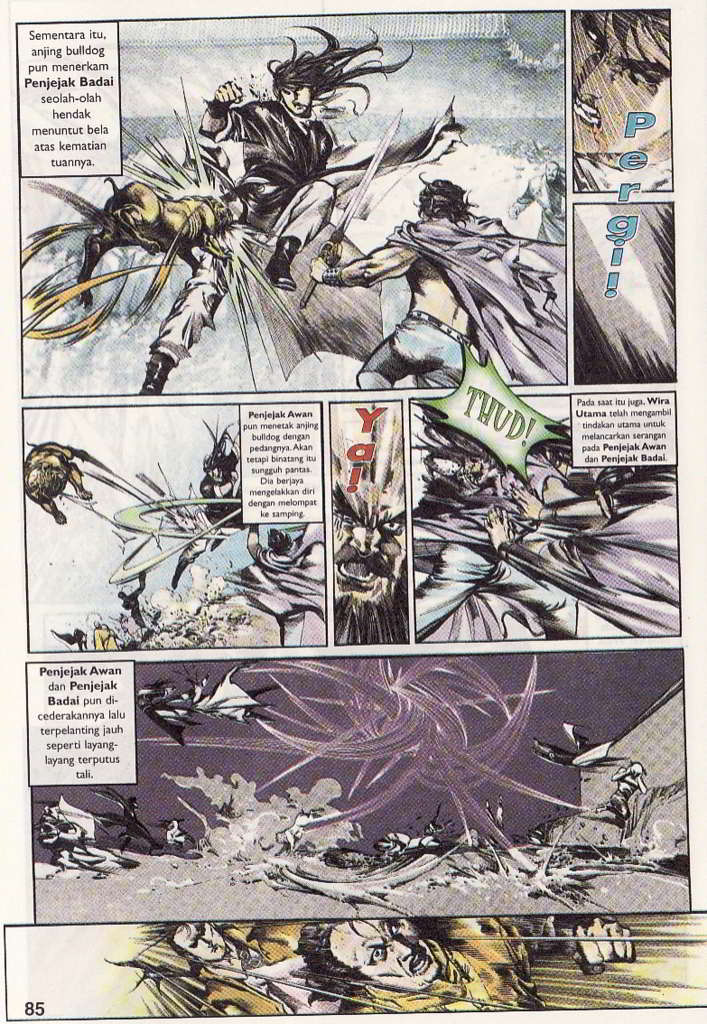 Sementara itu,
anjing bulldog
pun menerkam
Penjejak Badai
seolah-olah
hendak
menuntut bela
atas kematian
tuannya.
Pergi!!
Penjejak Awan
pun menetak anjing
bulldog dengan
pedangnya. Akan
tetapi binatang itu
sungguh pantas.
Dia berjaya
mengelakkan diri
dengan melompat
ke samping.
Ya!
THUD!
Pada saat itu juga, Wira
Utama telah mengambil
tindakan utama untuk
melancarkan serangan
pada Penjejak Awan
dan Penjejak Badai.
Penjejak Awan
dan Penjejak
Badai pun di-
cederakannya lalu
terpelanting jauh
seperti layang-
layang terputus
tali.
85